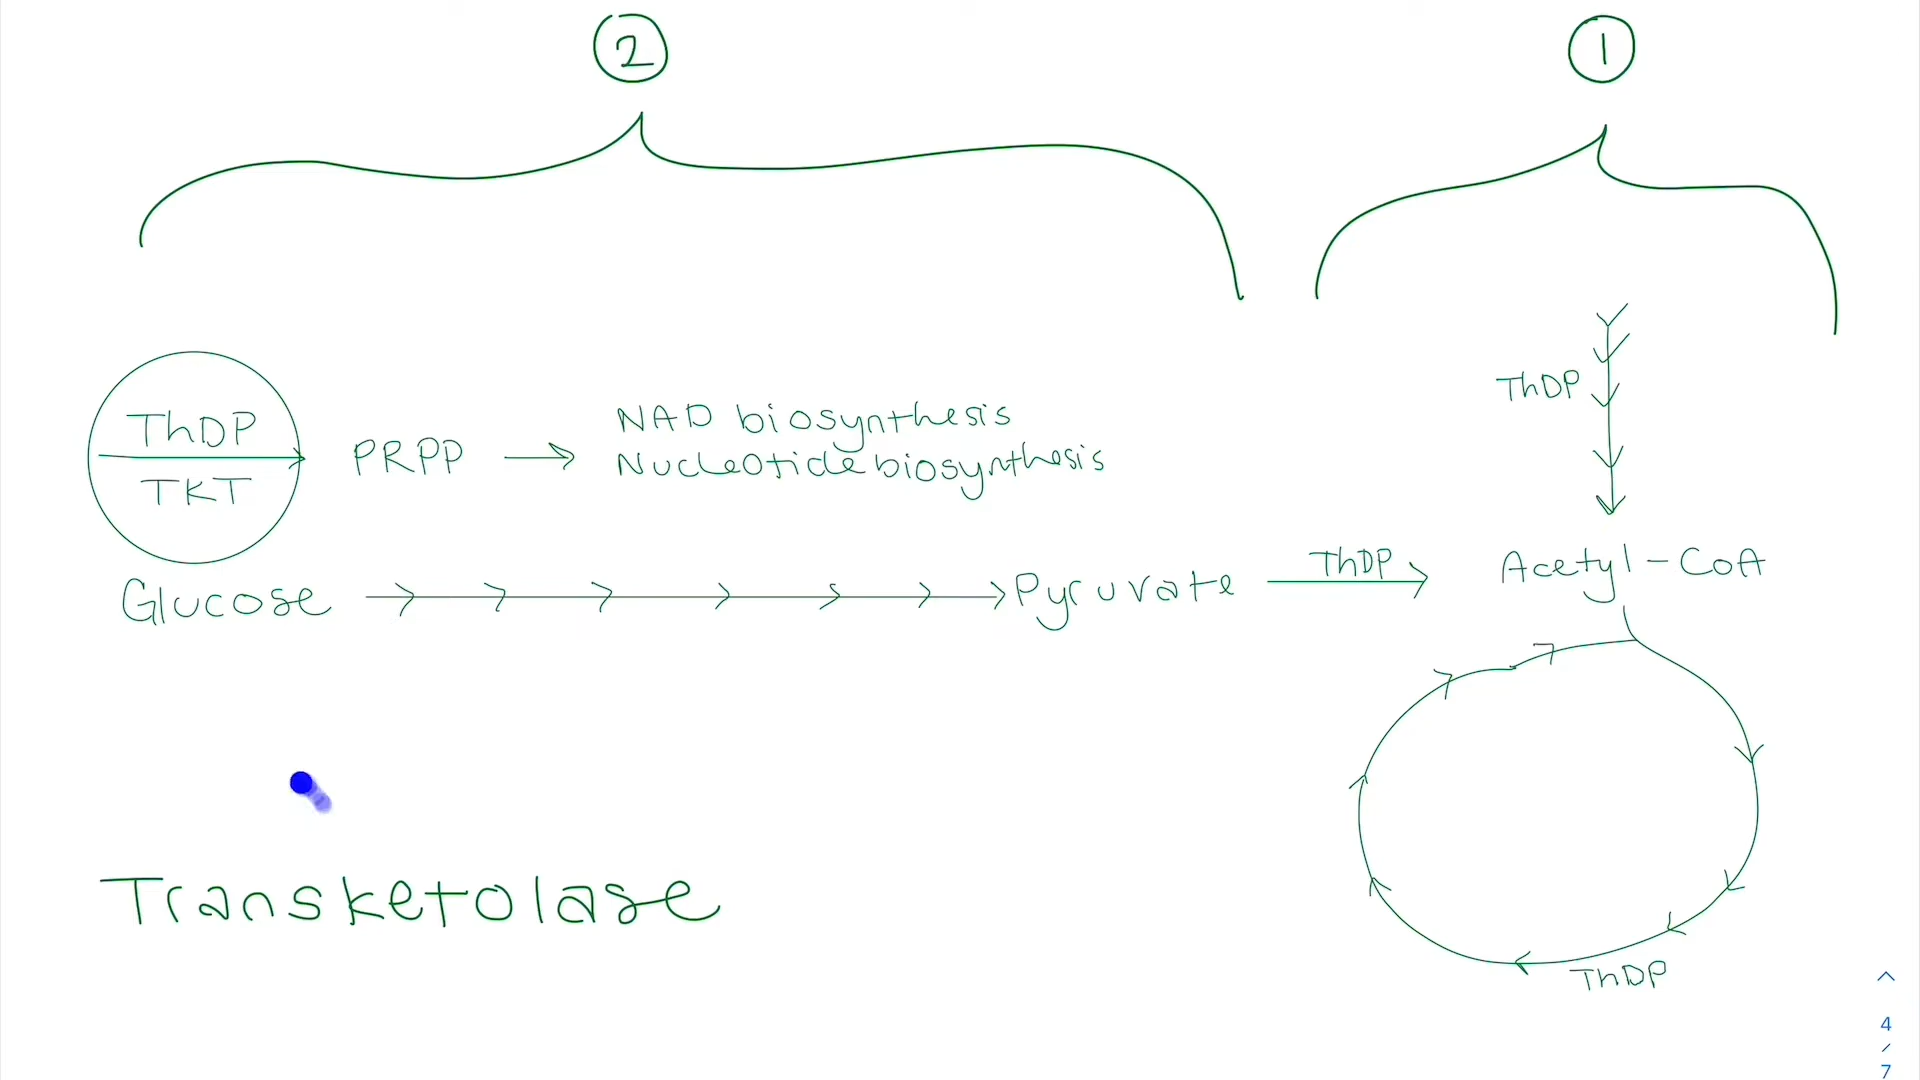 2
1
ThDP
TKT
PRPP
NAD biosynthesis
Nucleotide biosynthesis
ThDP
Glucose
Pyruvate
ThDP
Acetyl-CoA
Transketolase
ThDP
4
/
7